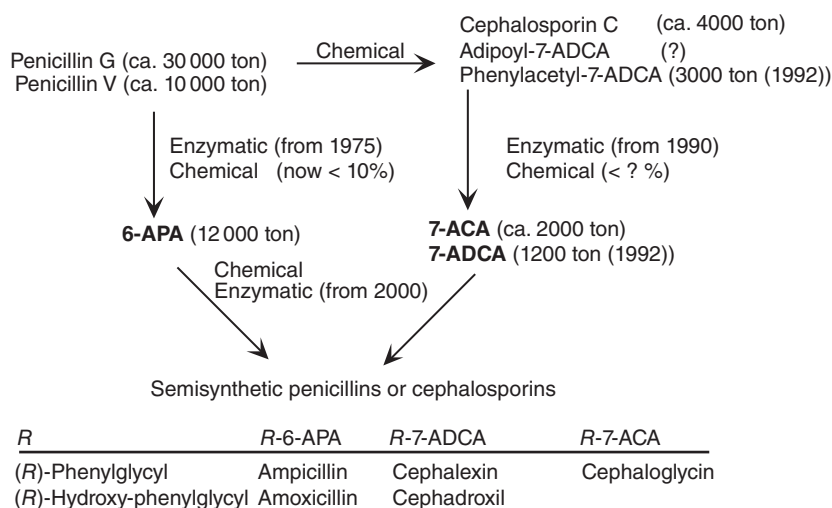 Cephalosporin C (ca. 4000 ton)
Penicillin G (ca. 30 000 ton) Chemical Adipoyl-7-ADCA (?)
Penicillin V (ca. 10 000 ton) Phenylacetyl-7-ADCA (3000 ton (1992))
Enzymatic (from 1975) Enzymatic (from 1990)
Chemical (now < 10%) Chemical (< ? %)
6-APA (12 000 ton) 7-ACA (ca. 2000 ton)
7-ADCA (1200 ton (1992))
Chemical
Enzymatic (from 2000)
Semisynthetic penicillins or cephalosporins
R R-6-APA R-7-ADCA R-7-ACA
(R)-Phenylglycyl Ampicillin Cephalexin Cephaloglycin
(R)-Hydroxy-phenylglycyl Amoxicillin Cephadroxil